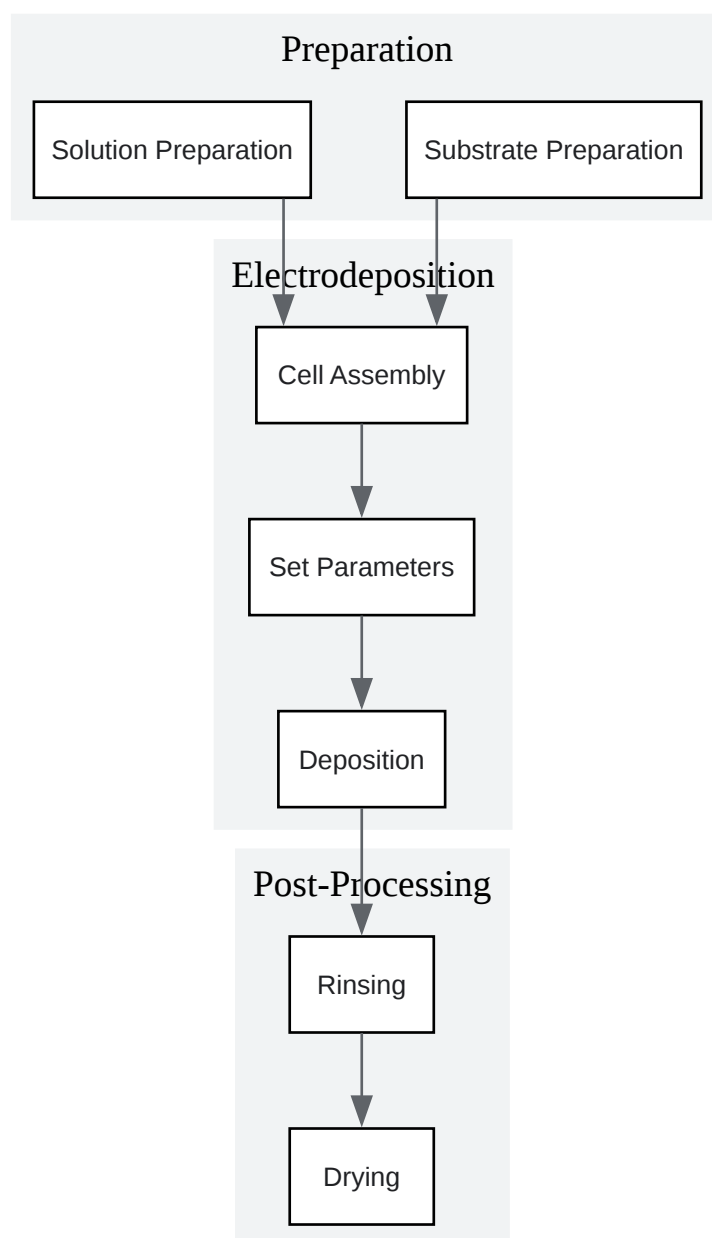 Preparation
Solution Preparation
Substrate Preparation
Electrodeposition
Cell Assembly
Set Parameters
Deposition
Post-Processing
Rinsing
Drying